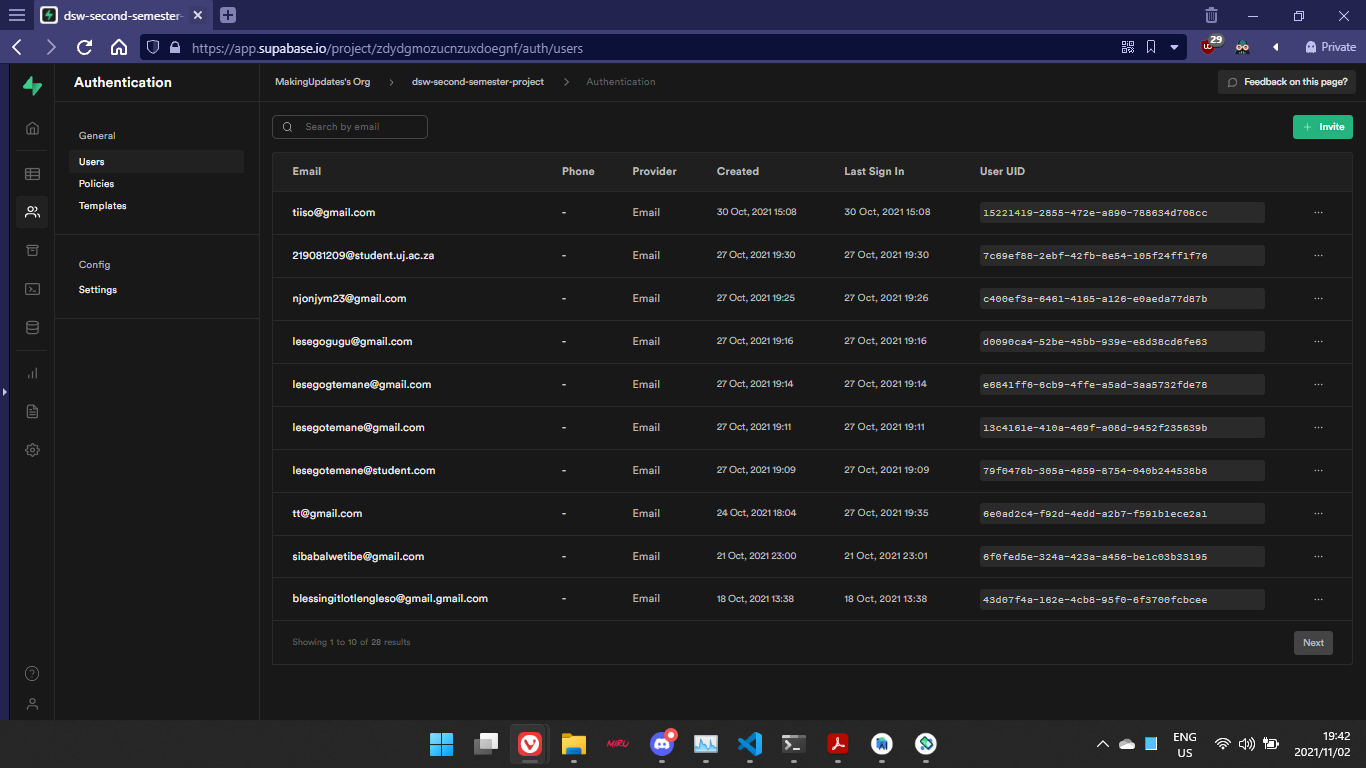 dsw-second-semester-
https://app.supabase.io/project/zdydgmozucnzuxdoegnf/auth/users
29
Private
Authentication
MakingUpdates's Org > dsw-second-semester-project > Authentication
Feedback on this page?
General
Users
Policies
Templates
Config
Settings
Search by email
+ Invite
Email Phone Provider Created Last Sign In User UID
tiiso@gmail.com - Email 30 Oct, 2021 15:08 30 Oct, 2021 15:08 15221419-2855-472e-a890-788634d708cc ...
219081209@student.uj.ac.za - Email 27 Oct, 2021 19:30 27 Oct, 2021 19:30 7c69ef88-2ebf-42fb-8e54-105f24ff1f76 ...
njonjym23@gmail.com - Email 27 Oct, 2021 19:25 27 Oct, 2021 19:26 c400ef3a-6461-4165-a126-e0aeda77d87b ...
lesegogugu@gmail.com - Email 27 Oct, 2021 19:16 27 Oct, 2021 19:16 d0090ca4-52be-45bb-939e-e8d38cd6fe63 ...
lesegogtemane@gmail.com - Email 27 Oct, 2021 19:14 27 Oct, 2021 19:14 e6841ff6-6cb9-4ffe-a5ad-3aa5732fde78 ...
lesegotemane@gmail.com - Email 27 Oct, 2021 19:11 27 Oct, 2021 19:11 13c4161e-410a-469f-a08d-9452f235639b ...
lesegotemane@student.com - Email 27 Oct, 2021 19:09 27 Oct, 2021 19:09 79f0476b-305a-4659-8754-040b244538b8 ...
tt@gmail.com - Email 24 Oct, 2021 18:04 27 Oct, 2021 19:35 6e0ad2c4-f92d-4edd-a2b7-f591b1ece2a1 ...
sibabalwetibe@gmail.com - Email 21 Oct, 2021 23:00 21 Oct, 2021 23:01 6f0fed5e-324a-423a-a456-be1c03b33195 ...
blessingitlotlengleso@gmail.gmail.com - Email 18 Oct, 2021 13:38 18 Oct, 2021 13:38 43d07f4a-162e-4cb8-95f0-6f3700fcbcee ...
Showing 1 to 10 of 28 results
Next
MiRU
ENG
US
19:42
2021/11/02